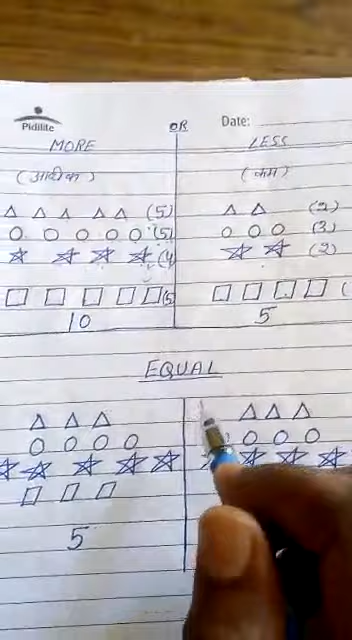 Pidilite
OR
Date:
MORE
LESS
(अधिक)
(कम)
(5)
(2)
(5)
(3)
(4
(2)
(5
10
5
EQUAL
5